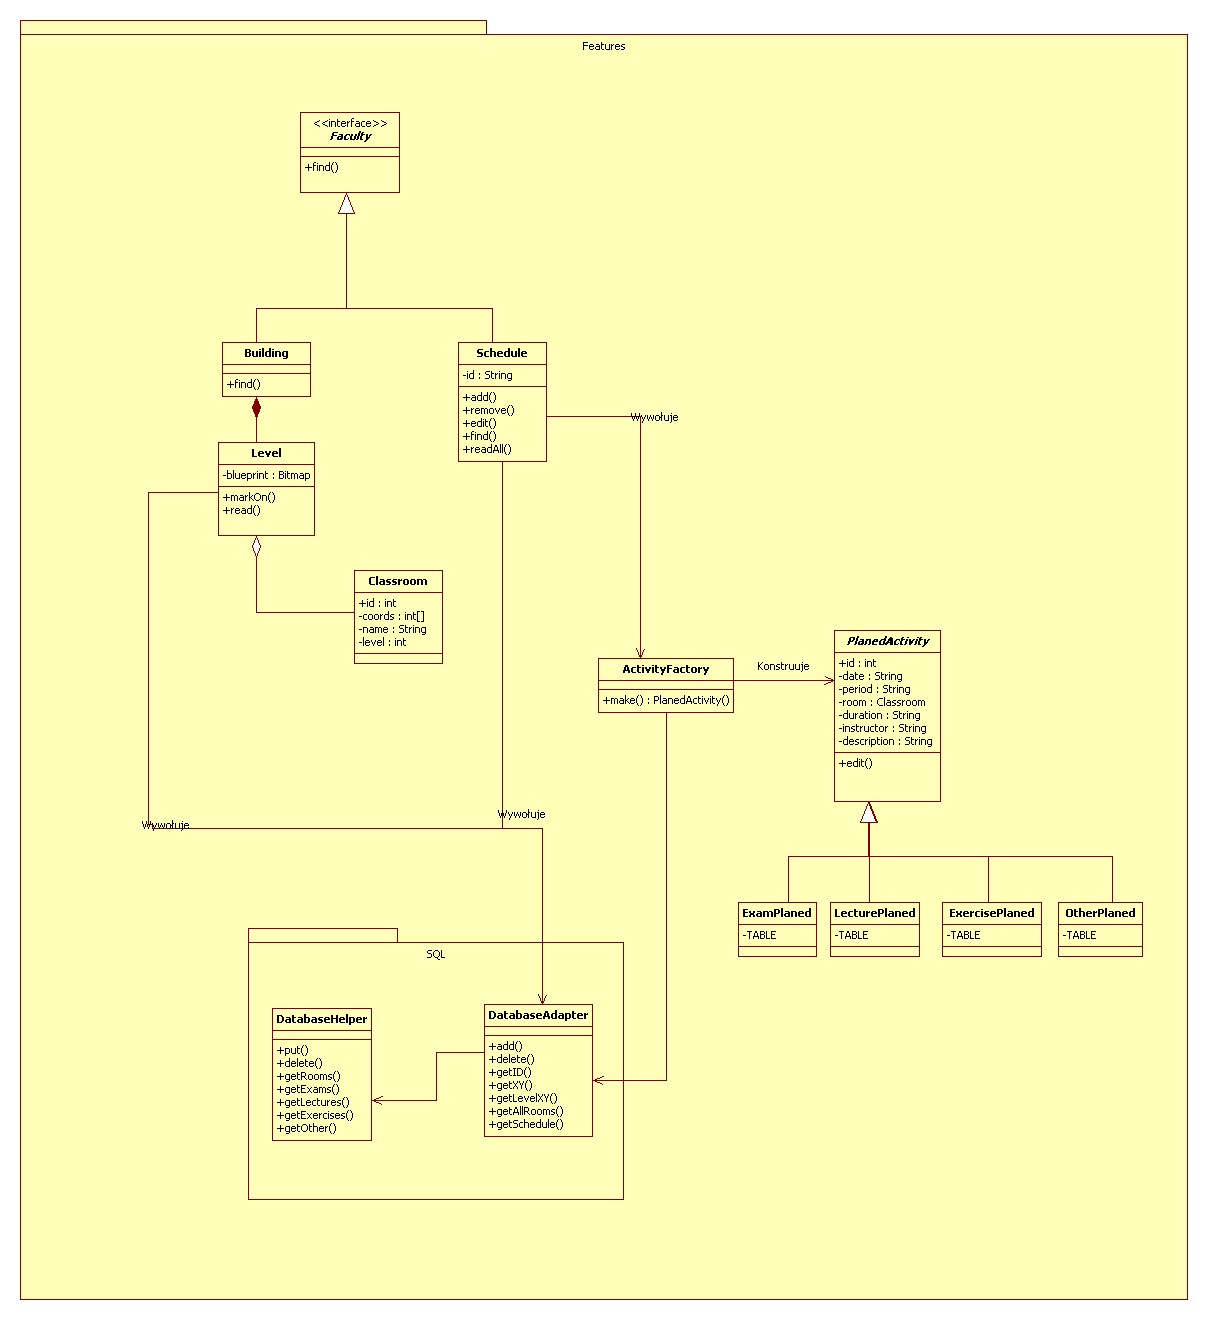 Features
<<interface>>
Faculty
+find()
Building
+find()
Schedule
-id : String
+add()
+remove()
+edit()
+find()
+readAll()
Wywołuje
Level
-blueprint : Bitmap
+markOn()
+read()
Classroom
+id : int
-coords : int[]
-name : String
-level : int
ActivityFactory
+make() : PlanedActivity()
Konstruuje
PlanedActivity
+id : int
-date : String
-period : String
-room : Classroom
-duration : String
-instructor : String
-description : String
+edit()
Wywołuje
Wywołuje
ExamPlaned
-TABLE
LecturePlaned
-TABLE
ExercisePlaned
-TABLE
OtherPlaned
-TABLE
SQL
DatabaseHelper
+put()
+delete()
+getRooms()
+getExams()
+getLectures()
+getExercises()
+getOther()
DatabaseAdapter
+add()
+delete()
+getID()
+getXY()
+getLevelXY()
+getAllRooms()
+getSchedule()